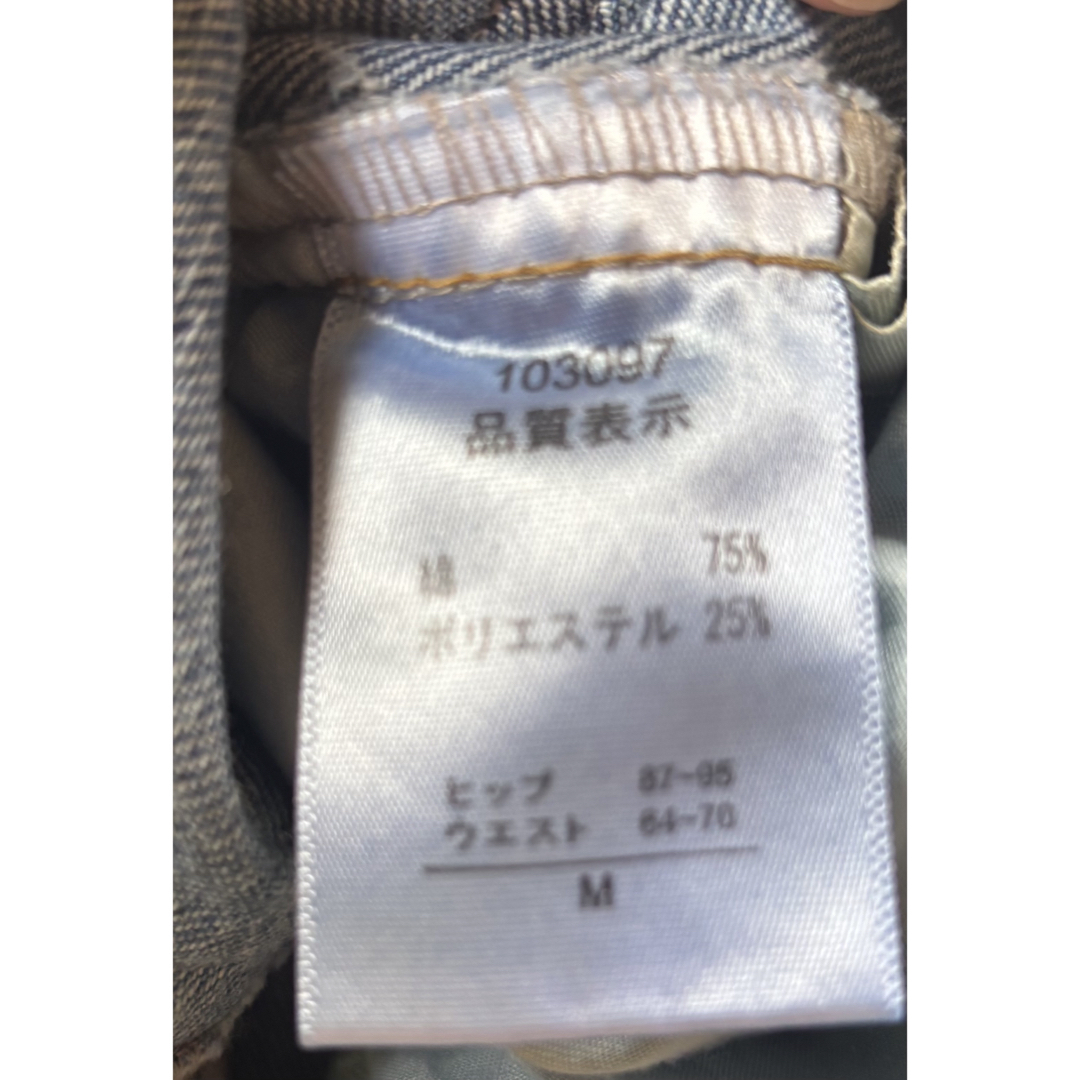 103097
品質表示
綿 75%
ポリエステル 25%
ヒップ 87-95
ウエスト 64-70
M